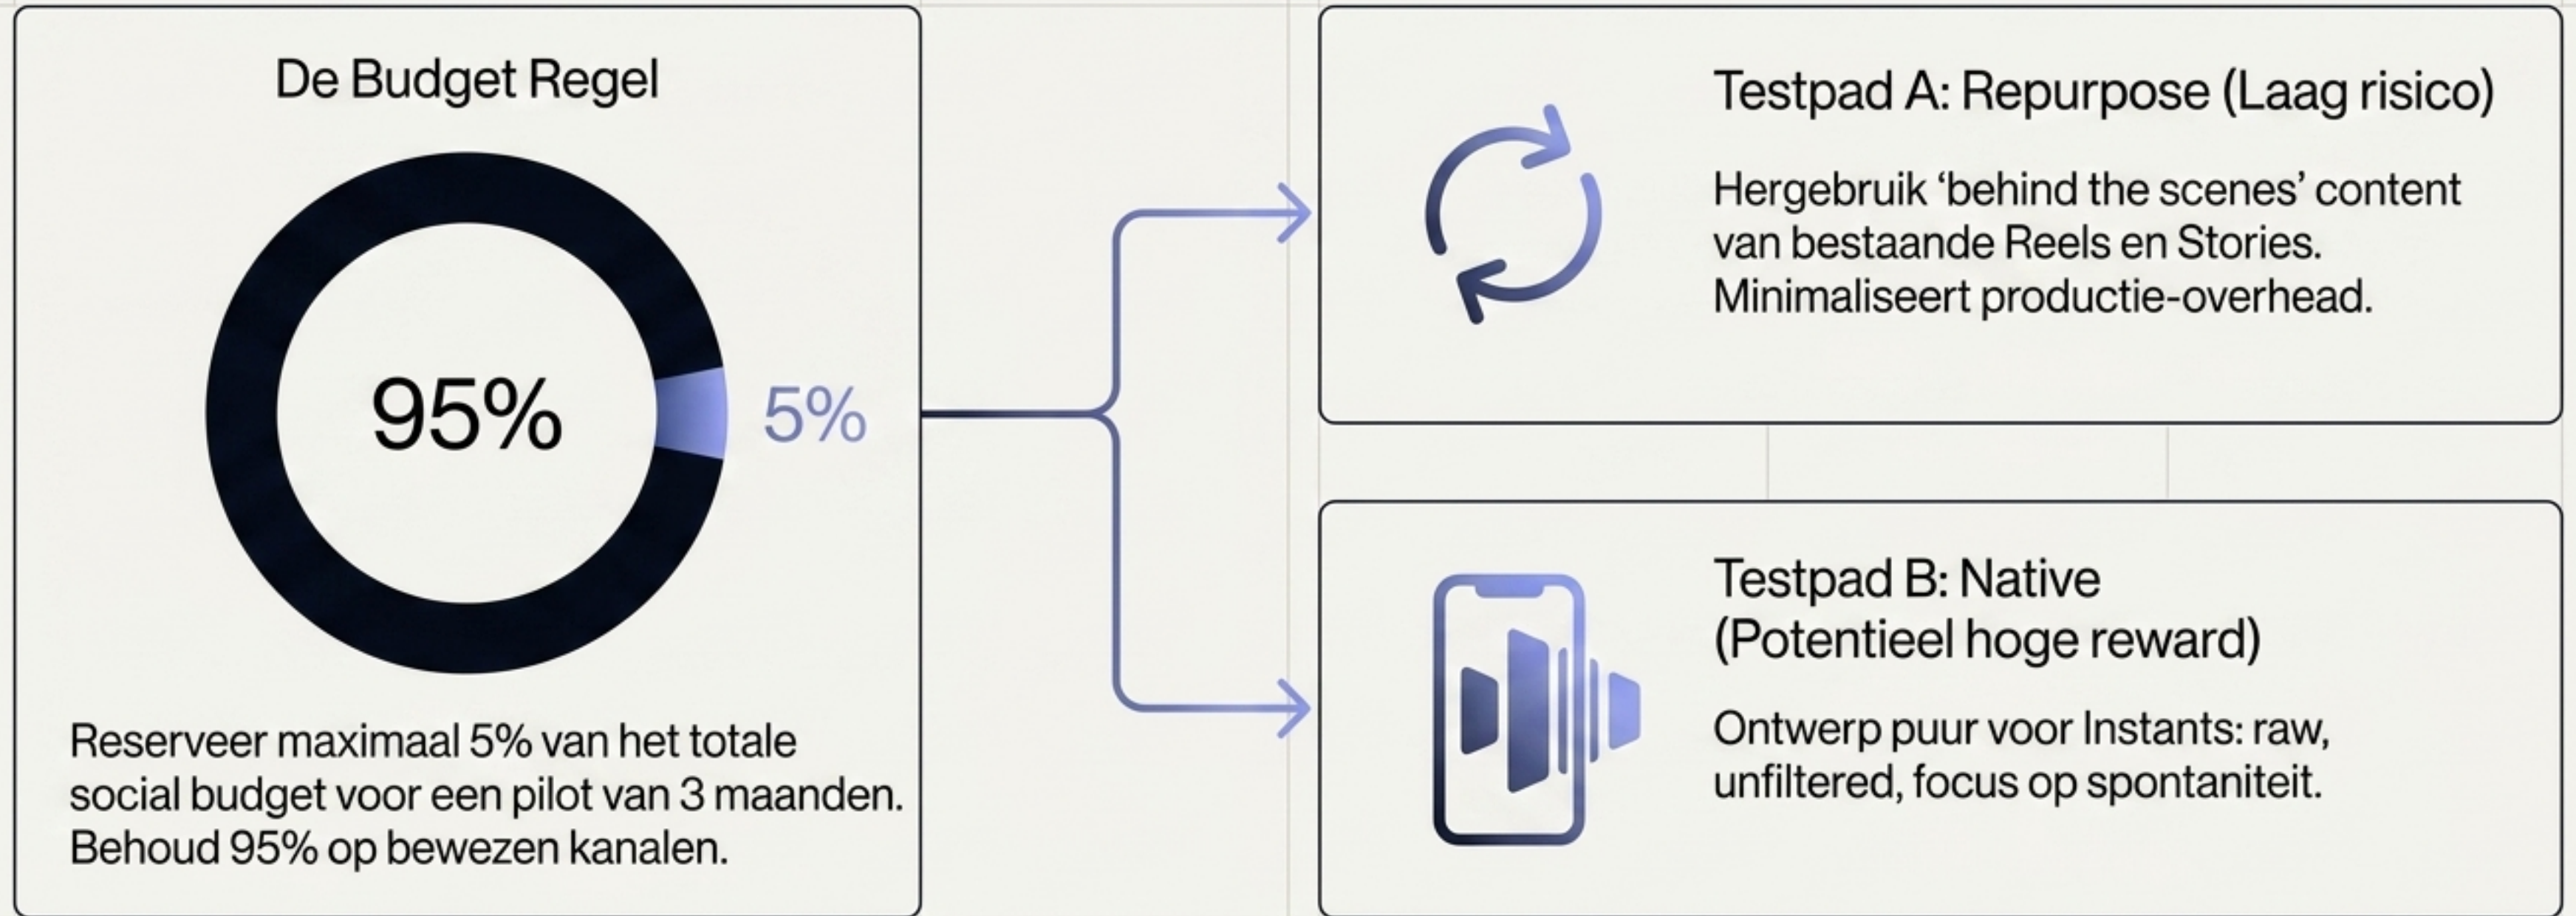 De Budget Regel
95%
5%
Reserveer maximaal 5% van het totale
social budget voor een pilot van 3 maanden.
Behoud 95% op bewezen kanalen.
Testpad A: Repurpose (Laag risico)
Hergebruik ‘behind the scenes’ content
van bestaande Reels en Stories.
Minimaliseert productie-overhead.
Testpad B: Native
(Potentieel hoge reward)
Ontwerp puur voor Instants: raw,
unfiltered, focus op spontaniteit.